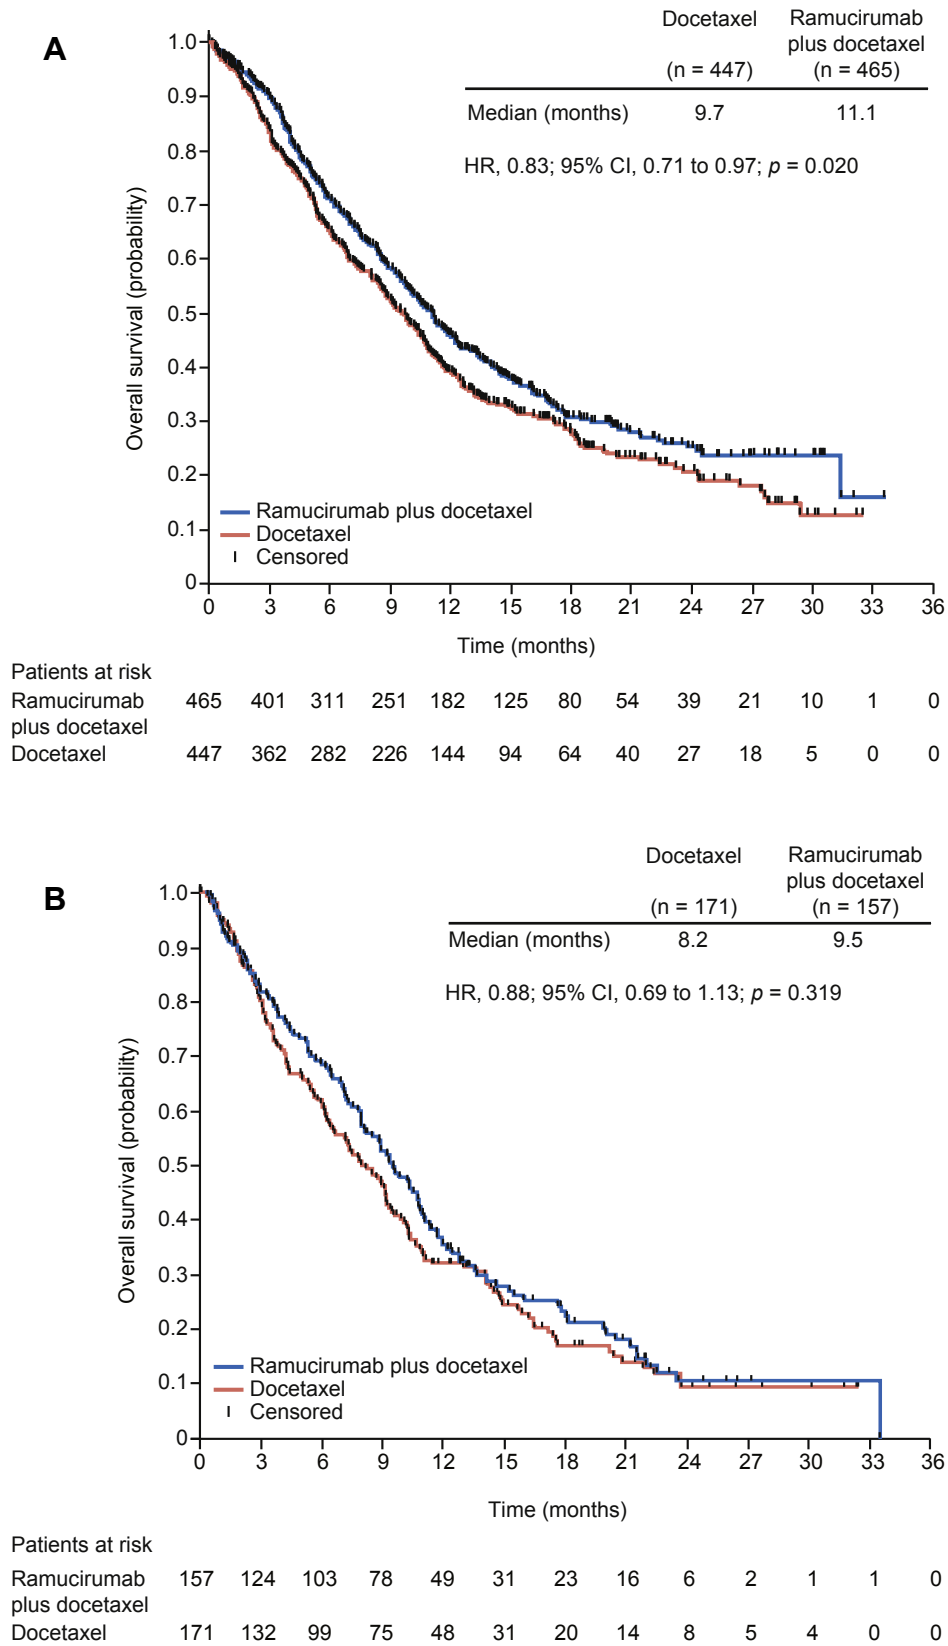 A
Docetaxel Ramucirumab
plus docetaxel
(n = 447) (n = 465)
Median (months) 9.7 11.1
HR, 0.83; 95% CI, 0.71 to 0.97; p = 0.020
Overall survival (probability)
1.0
0.9
0.8
0.7
0.6
0.5
0.4
0.3
0.2
0.1
0
Ramucirumab plus docetaxel
Docetaxel
Censored
0 3 6 9 12 15 18 21 24 27 30 33 36
Time (months)
Patients at risk
Ramucirumab 465 401 311 251 182 125 80 54 39 21 10 1 0
plus docetaxel
Docetaxel 447 362 282 226 144 94 64 40 27 18 5 0 0
B
Docetaxel Ramucirumab
plus docetaxel
(n = 171) (n = 157)
Median (months) 8.2 9.5
HR, 0.88; 95% CI, 0.69 to 1.13; p = 0.319
Overall survival (probability)
1.0
0.9
0.8
0.7
0.6
0.5
0.4
0.3
0.2
0.1
0
Ramucirumab plus docetaxel
Docetaxel
Censored
0 3 6 9 12 15 18 21 24 27 30 33 36
Time (months)
Patients at risk
Ramucirumab 157 124 103 78 49 31 23 16 6 2 1 1 0
plus docetaxel
Docetaxel 171 132 99 75 48 31 20 14 8 5 4 0 0